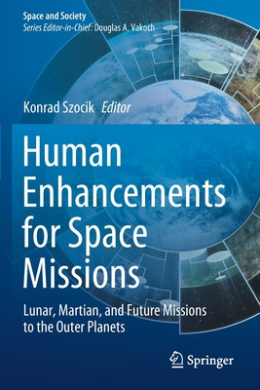 Space and Society
Series Editor-in-Chief: Douglas A. Vakoch
Konrad Szocik Editor
Human
Enhancements
for Space
Missions
Lunar, Martian, and Future Missions
to the Outer Planets
Springer